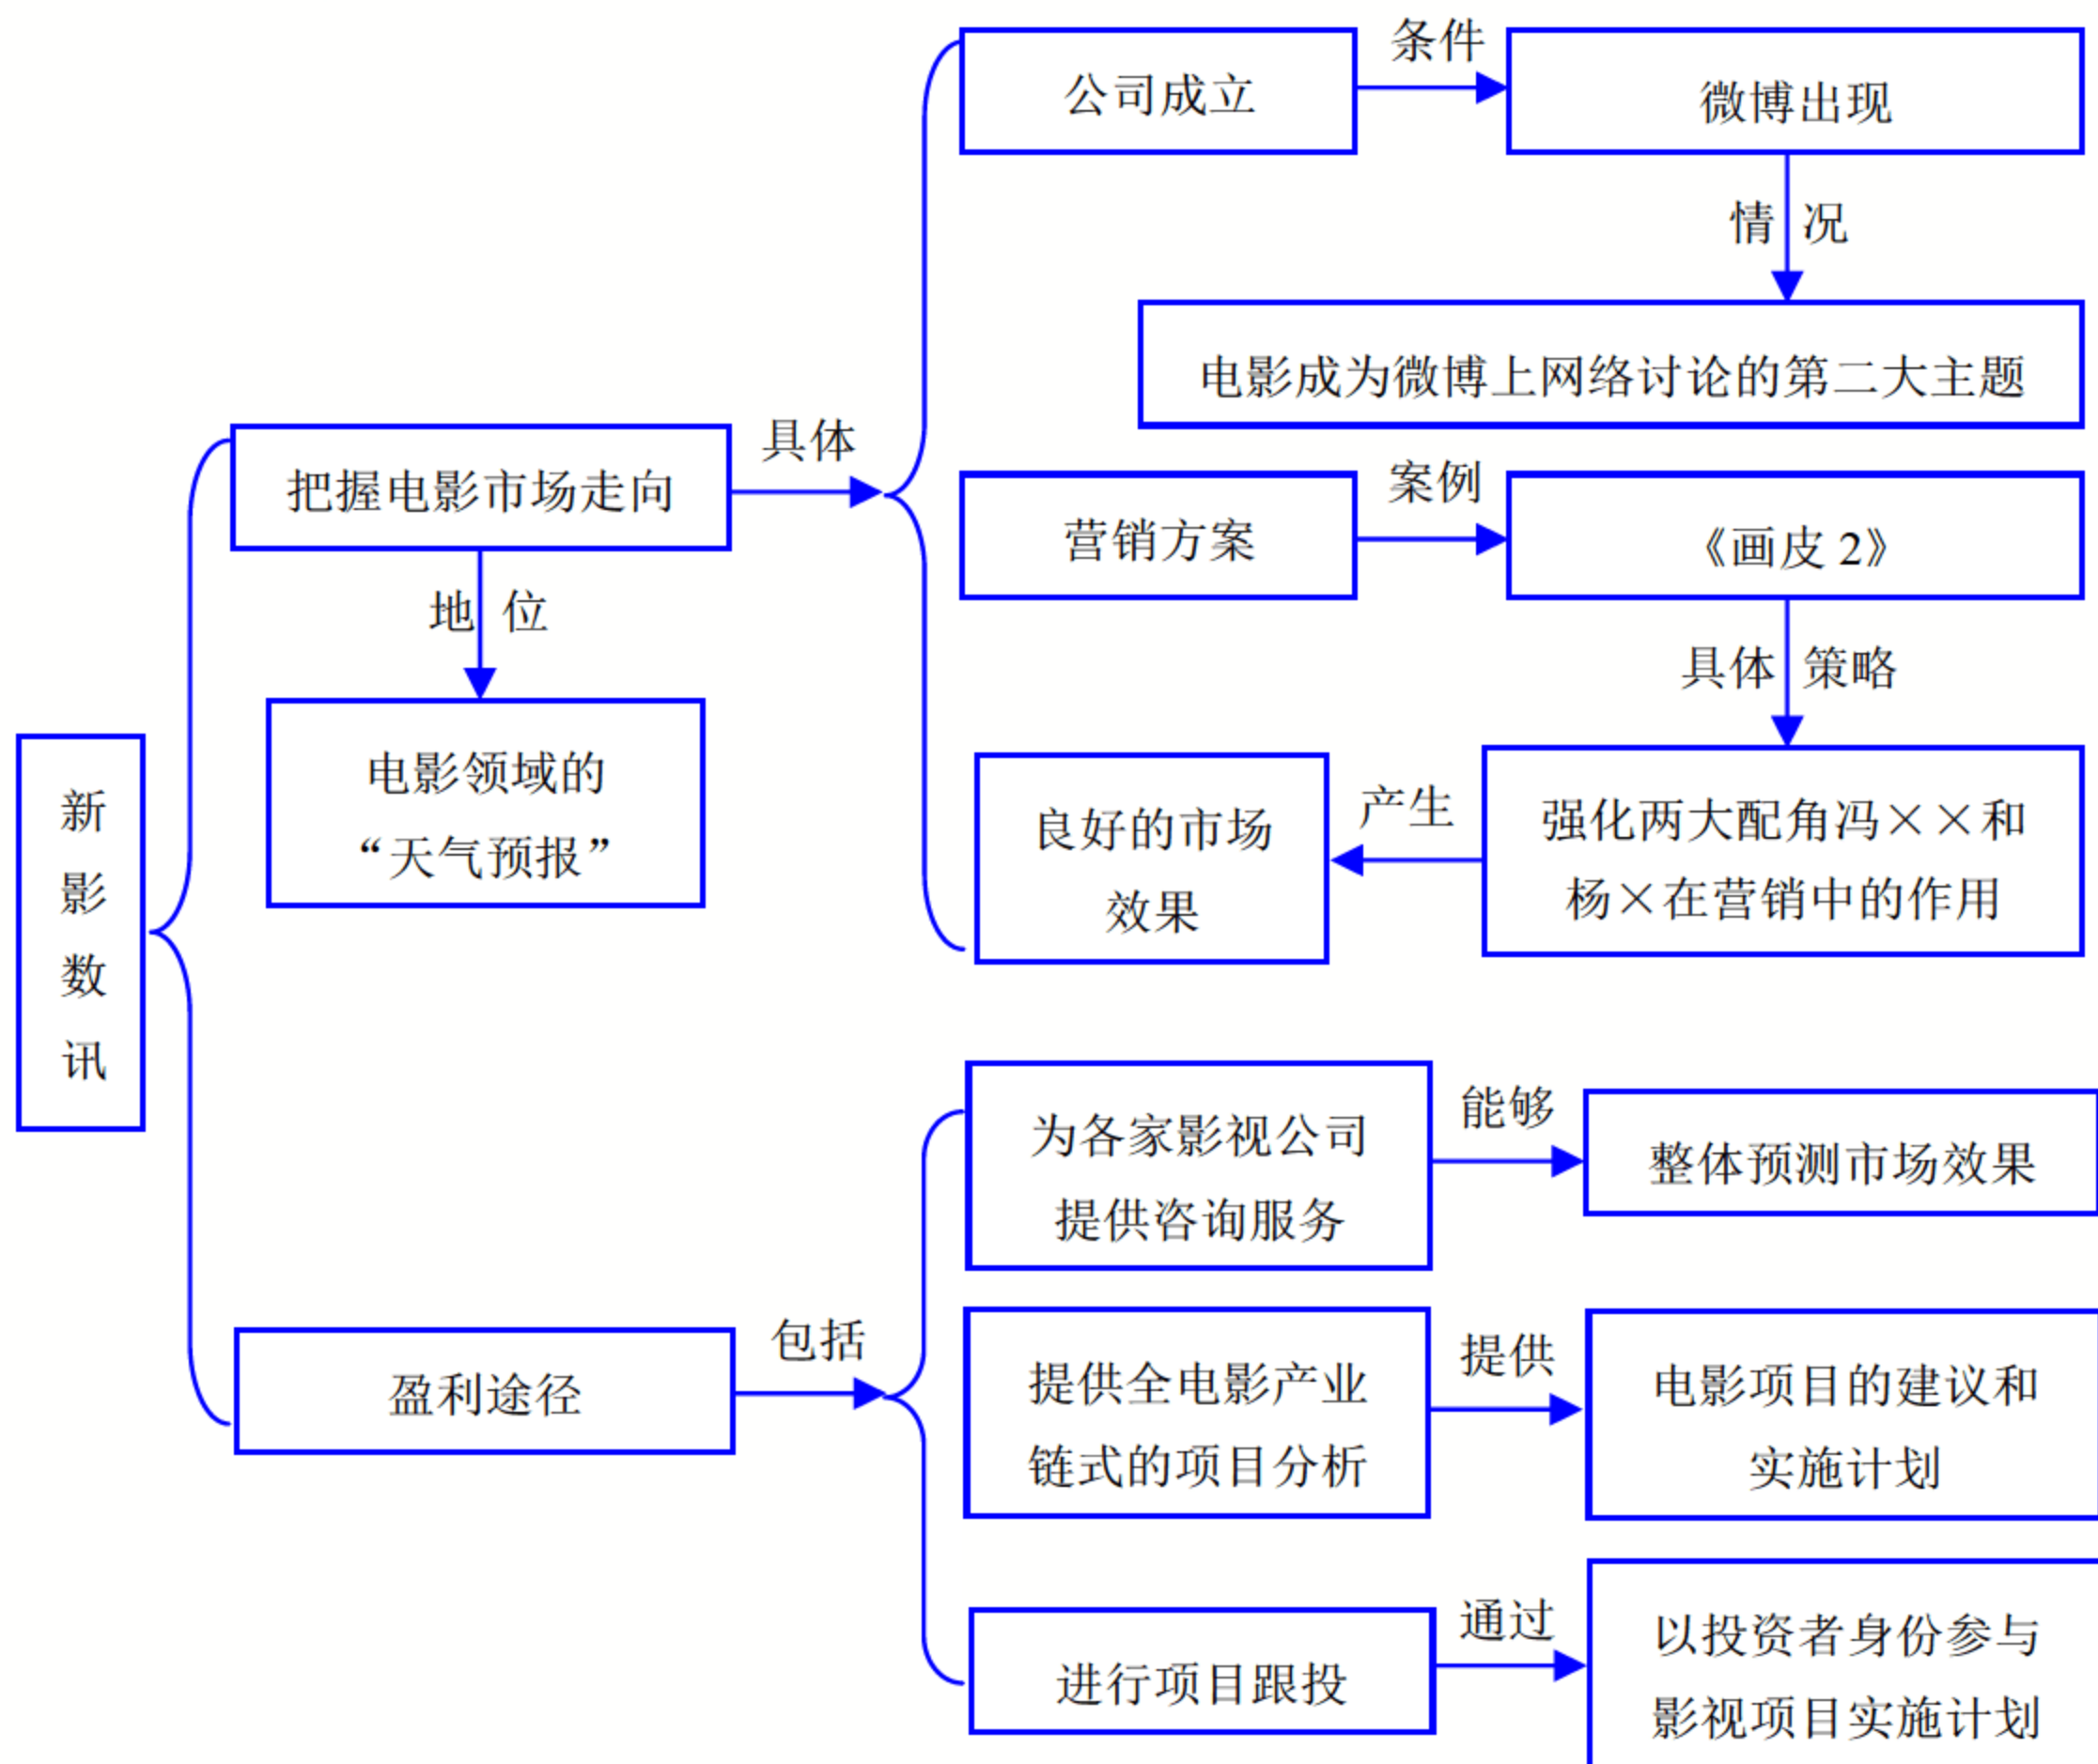 公司成立
条件
微博出现
情况
电影成为微博上网络讨论的第二大主题
把握电影市场走向
具体
营销方案
案例
《画皮 2》
地位
具体策略
电影领域的
“天气预报”
良好的市场
效果
产生
强化两大配角冯××和
杨×在营销中的作用
新
影
数
讯
为各家影视公司
提供咨询服务
能够
整体预测市场效果
盈利途径
包括
提供全电影产业
链式的项目分析
提供
电影项目的建议和
实施计划
进行项目跟投
通过
以投资者身份参与
影视项目实施计划